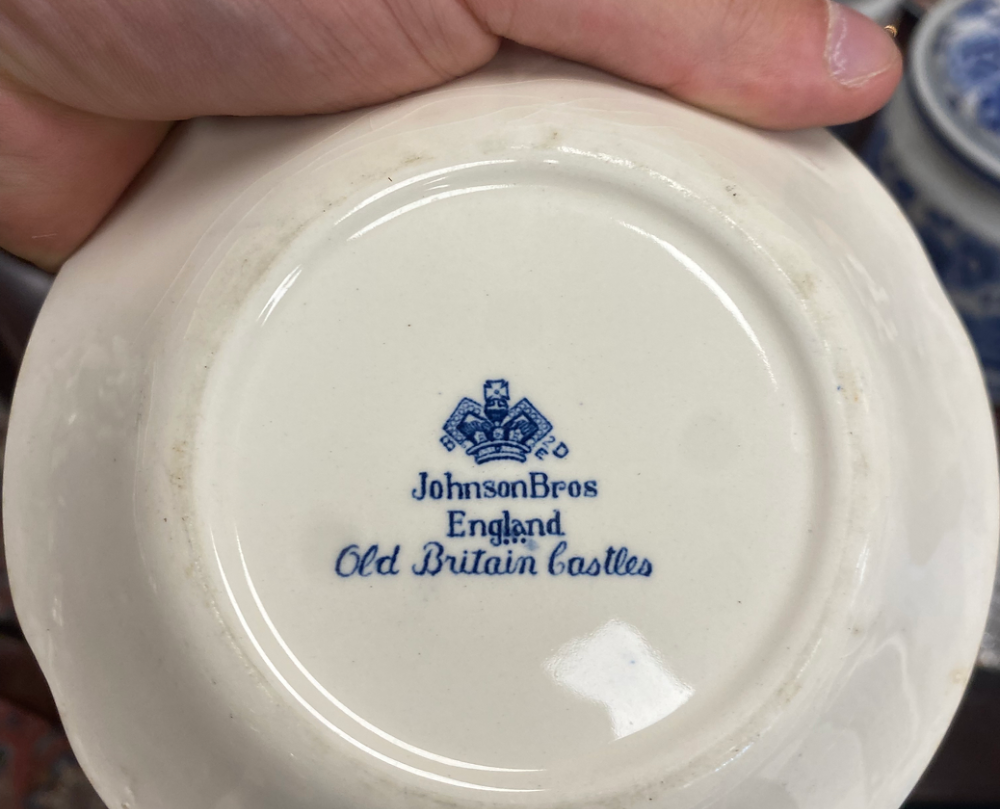 JohnsonBros
England
Old Britain Castles